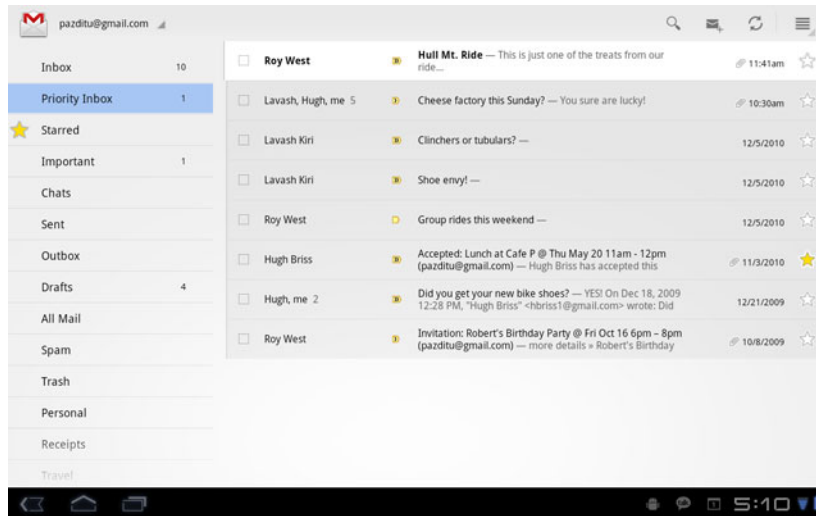 pazditu@gmail.com
Inbox 10
Priority Inbox 1
Starred
Important 1
Chats
Sent
Outbox
Drafts 4
All Mail
Spam
Trash
Personal
Receipts
Travel
Roy West Hull Mt. Ride — This is just one of the treats from our
ride... 11:41am
Lavash, Hugh, me 5 Cheese factory this Sunday? — You sure are lucky! 10:30am
Lavash Kiri Clinchers or tubulars? — 12/5/2010
Lavash Kiri Shoe envy! — 12/5/2010
Roy West Group rides this weekend — 12/5/2010
Hugh Briss Accepted: Lunch at Cafe P @ Thu May 20 11am - 12pm
(pazditu@gmail.com) — Hugh Briss has accepted this 11/3/2010
Hugh, me 2 Did you get your new bike shoes? — YES! On Dec 18, 2009
12:28 PM, "Hugh Briss" <hbriss1@gmail.com> wrote: Did 12/21/2009
Roy West Invitation: Robert's Birthday Party @ Fri Oct 16 6pm – 8pm
(pazditu@gmail.com) — more details » Robert's Birthday 10/8/2009
5:10